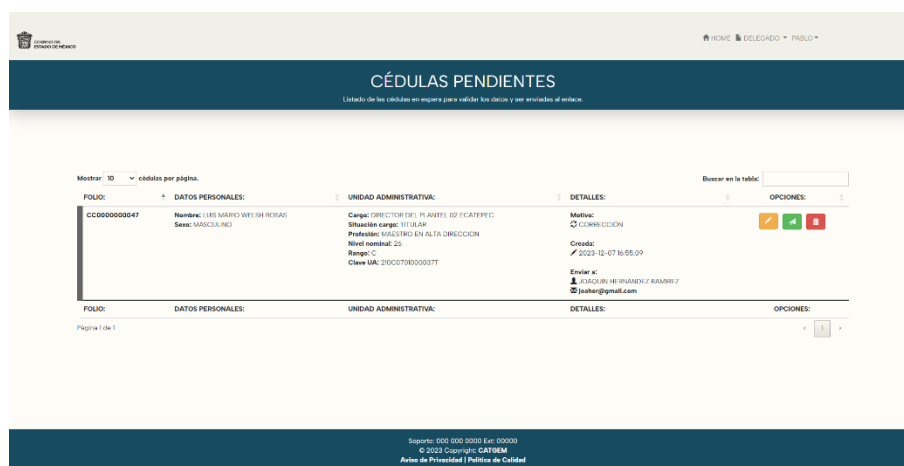 GOBIERNO DEL
ESTADO DE MÉXICO
HOME DELEGADO PABLO
CÉDULAS PENDIENTES
Listado de las cédulas en espera para validar los datos y ser enviadas al enlace.
Mostrar 10 cédulas por página.
Buscar en la tabla:
FOLIO: DATOS PERSONALES: UNIDAD ADMINISTRATIVA: DETALLES: OPCIONES:
CC0000000047
Nombre: LUIS MARIO WELSH ROSAS
Sexo: MASCULINO
Cargo: DIRECTOR DEL PLANTEL 02 ECATEPEC
Situación cargo: TITULAR
Profesión: MAESTRO EN ALTA DIRECCION
Nivel nominal: 26
Rango: C
Clave UA: 210C0701000037T
Motivo:
CORRECCIÓN
Creada:
2023-12-07 16:55:09
Enviar a:
JOAQUIN HERNANDEZ RAMIREZ
joaher@gmail.com
FOLIO: DATOS PERSONALES: UNIDAD ADMINISTRATIVA: DETALLES: OPCIONES:
Página 1 de 1
‹ 1 ›
Soporte: 000 000 0000 Ext: 00000
© 2023 Copyright: CATGEM
Aviso de Privacidad | Política de Calidad